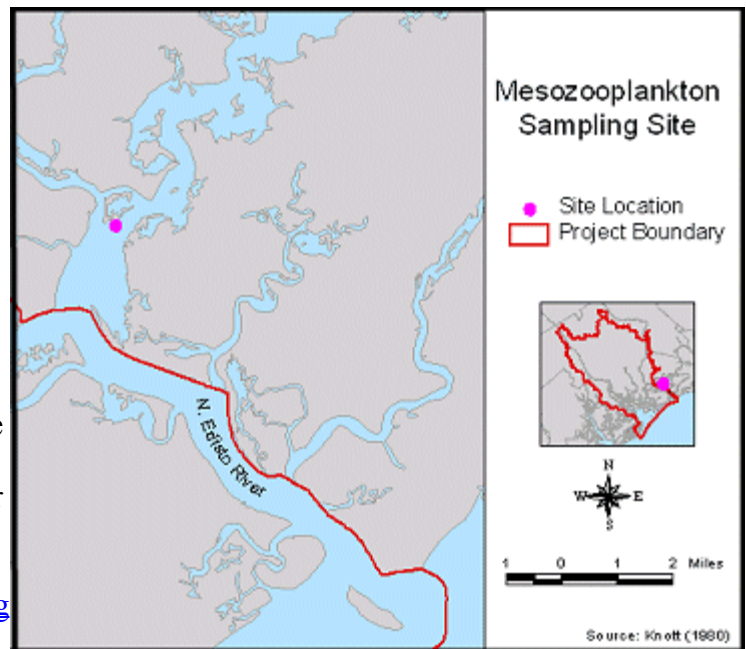 Mesozooplankton
Sampling Site
Site Location
Project Boundary
N. Edisto River
N
W E
S
1 0 1 2 Miles
Source: Knott (1980)